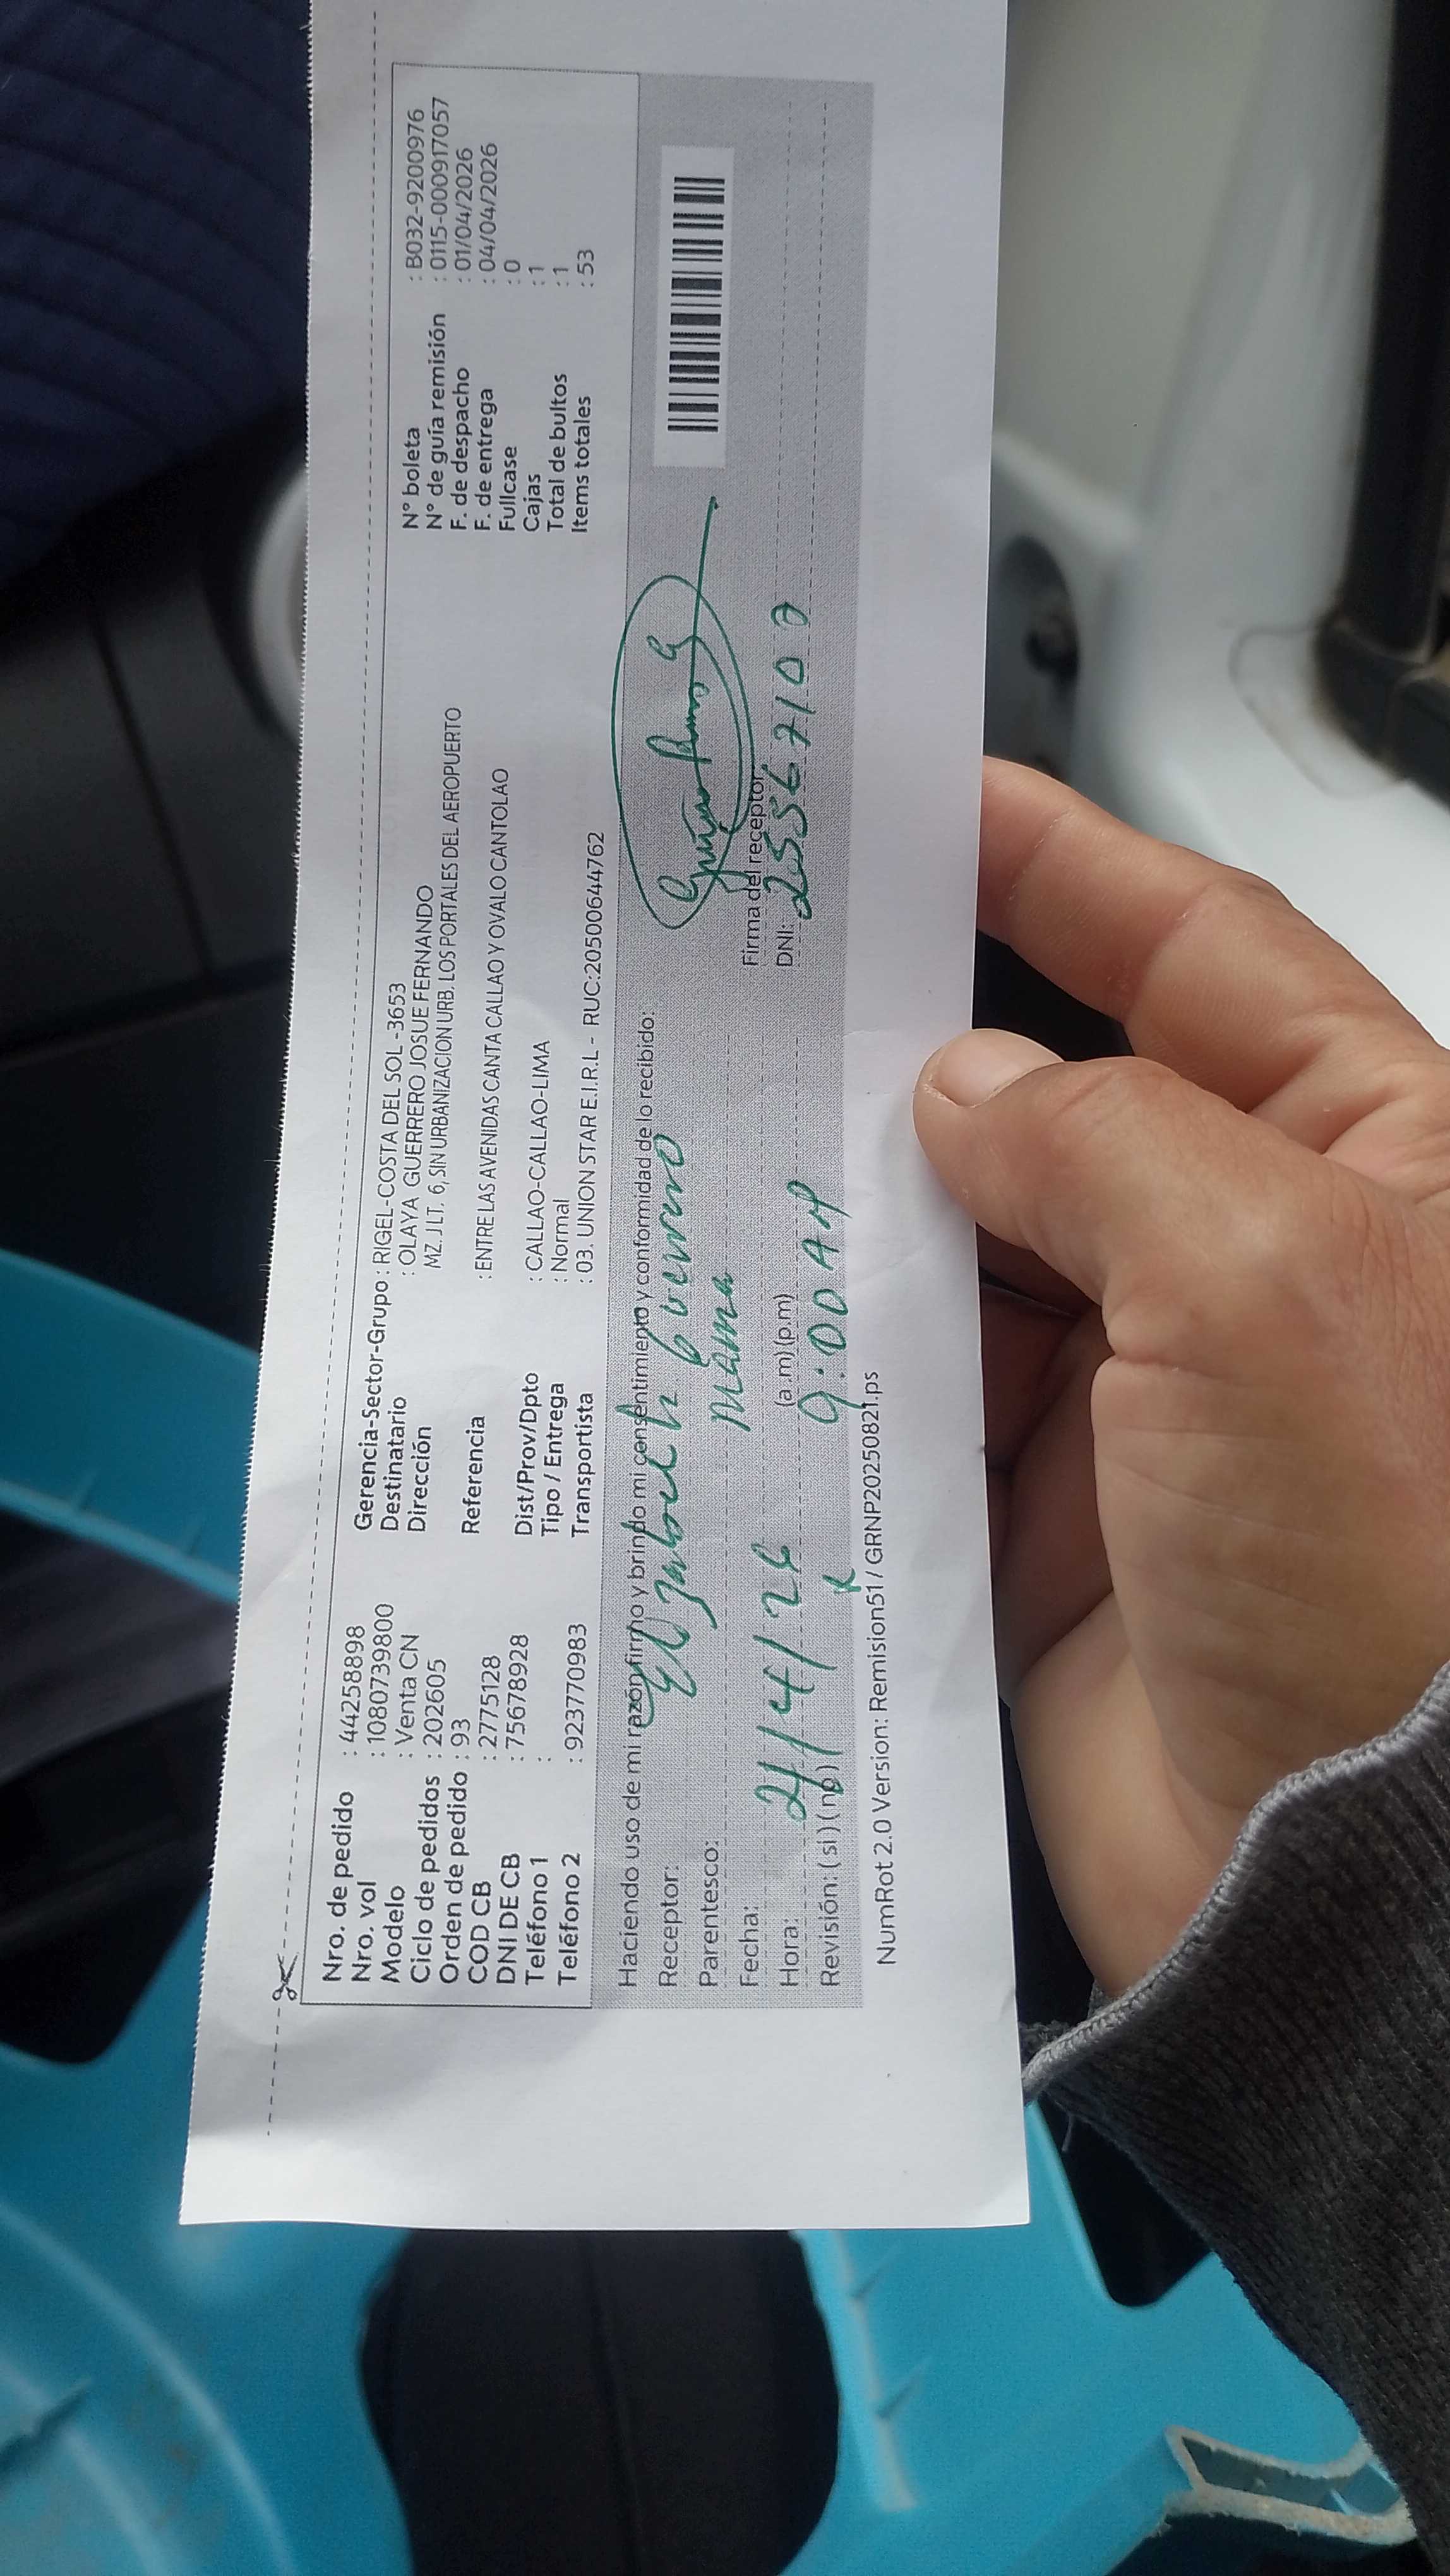 Nro. de pedido : 44258898
Nro. vol : 1080739800
Modelo : Venta CN
Ciclo de pedidos : 202605
Orden de pedido : 93
COD CB : 2775128
DNI DE CB : 75678928
Teléfono 1 :
Teléfono 2 : 923770983
Gerencia-Sector-Grupo : RIGEL-COSTA DEL SOL -3653
Destinatario : OLAYA GUERRERO JOSUE FERNANDO
Dirección MZ. J LT. 6, SIN URBANIZACION URB. LOS PORTALES DEL AEROPUERTO
Referencia : ENTRE LAS AVENIDAS CANTA CALLAO Y OVALO CANTOLAO
Dist/Prov/Dpto : CALLAO-CALLAO-LIMA
Tipo / Entrega : Normal
Transportista : 03. UNION STAR E.I.R.L - RUC:20500644762
N° boleta : B032-9200976
N° de guía remisión : 0115-000917057
F. de despacho : 01/04/2026
F. de entrega : 04/04/2026
Fullcase : 0
Cajas : 1
Total de bultos : 1
Items totales : 53
Haciendo uso de mi razón firmo y brindo mi consentimiento y conformidad de lo recibido:
Receptor:
Parentesco: Mama
Fecha: 2/4/26
Hora: (a.m) (p.m) 9:00 AM
Revisión: ( si ) ( no )
Firma del receptor
DNI:
NumRot 2.0 Version: Remision51 / GRNP20250821.ps